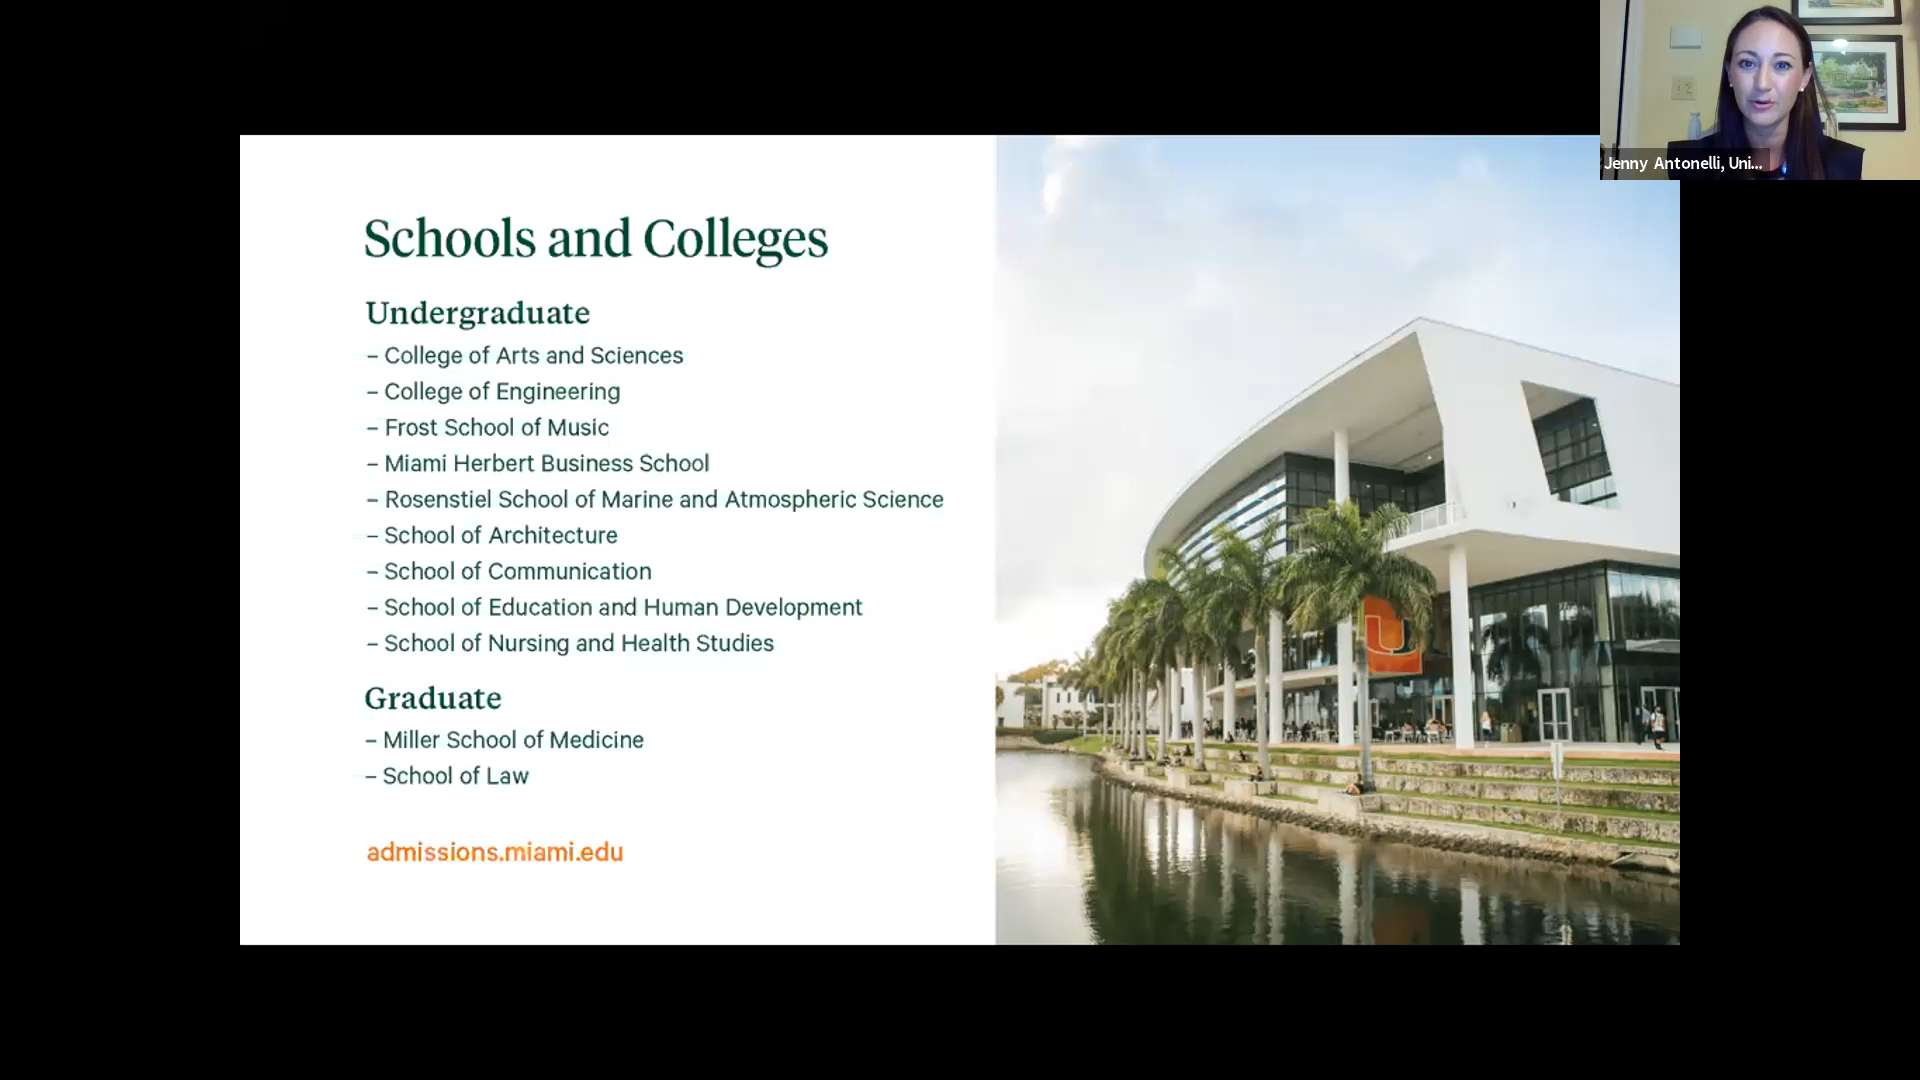 Schools and Colleges
Undergraduate
– College of Arts and Sciences
– College of Engineering
– Frost School of Music
– Miami Herbert Business School
– Rosenstiel School of Marine and Atmospheric Science
– School of Architecture
– School of Communication
– School of Education and Human Development
– School of Nursing and Health Studies
Graduate
– Miller School of Medicine
– School of Law
admissions.miami.edu
Jenny Antonelli, Uni...
U